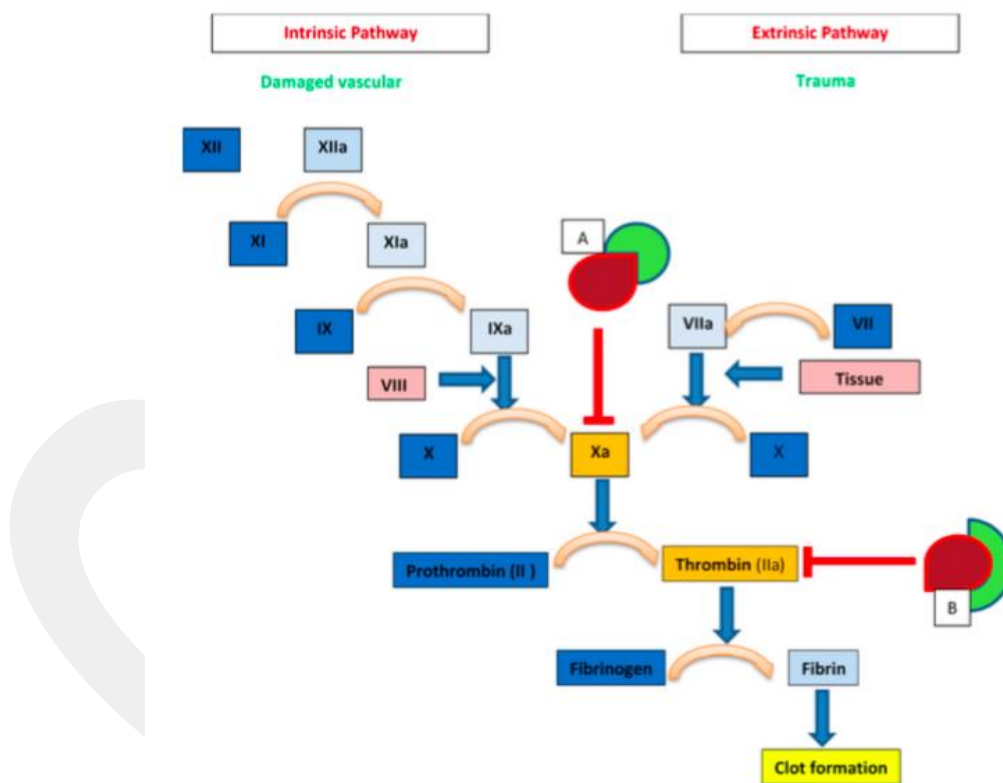 Intrinsic Pathway
Extrinsic Pathway
Damaged vascular
Trauma
XII
XIIa
XI
XIa
A
IX
IXa
VIIa
VII
VIII
Tissue
X
Xa
X
Prothrombin (II )
Thrombin (IIa)
B
Fibrinogen
Fibrin
Clot formation